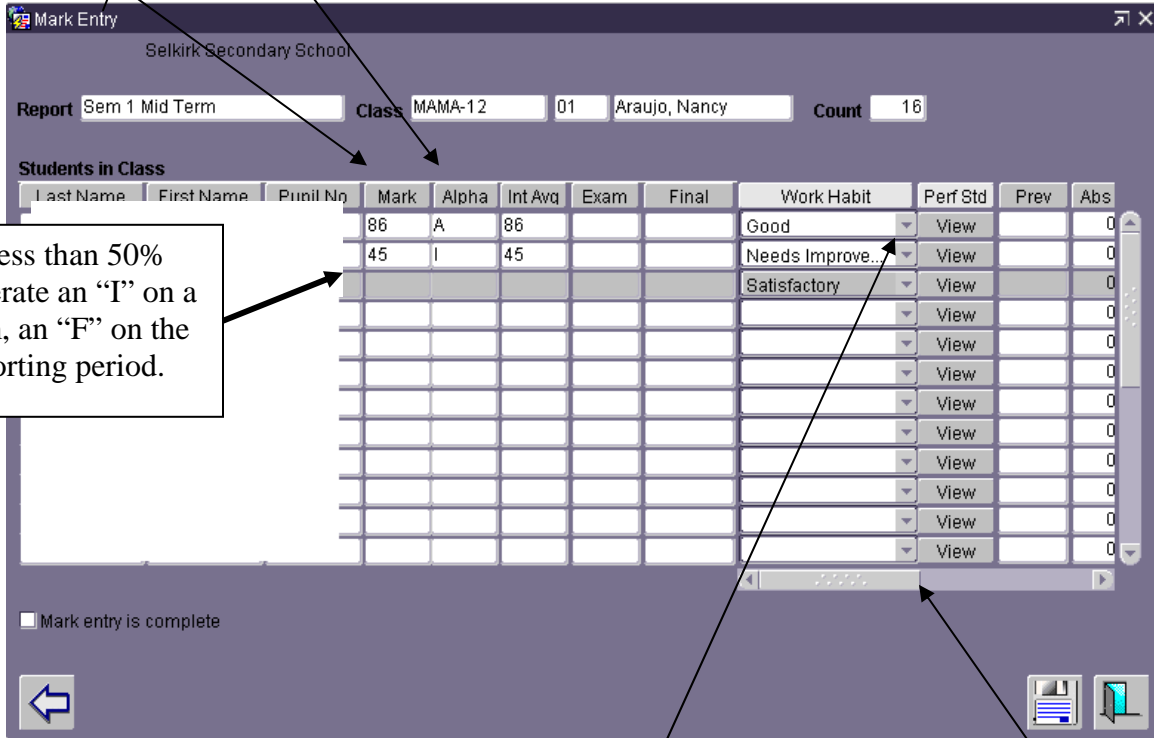 Mark Entry
Selkirk Secondary School
Report Sem 1 Mid Term Class MAMA-12 01 Araujo, Nancy Count 16
Students in Class
Last Name First Name Pupil No Mark Alpha Int Avg Exam Final Work Habit Perf Std Prev Abs
86 A 86 Good View 0
45 I 45 Needs Improve... View 0
Satisfactory View 0
View 0
View 0
View 0
View 0
View 0
View 0
View 0
View 0
View 0
less than 50%
an “I” on a
, an “F” on the
period.
Mark entry is complete